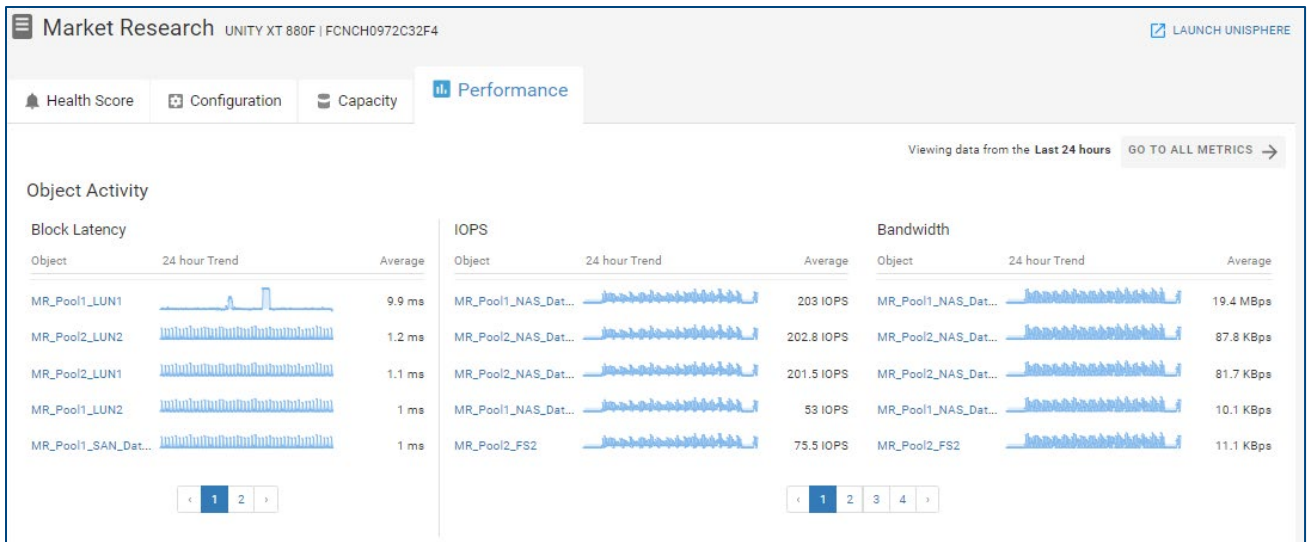 Market Research UNITY XT 880F | FCNCH0972C32F4
LAUNCH UNISPHERE
Health Score Configuration Capacity Performance
Viewing data from the Last 24 hours GO TO ALL METRICS
Object Activity
Block Latency IOPS Bandwidth
Object 24 hour Trend Average Object 24 hour Trend Average Object 24 hour Trend Average
MR_Pool1_LUN1 9.9 ms MR_Pool1_NAS_Dat... 203 IOPS MR_Pool1_NAS_Dat... 19.4 MBps
MR_Pool2_LUN2 1.2 ms MR_Pool2_NAS_Dat... 202.8 IOPS MR_Pool2_NAS_Dat... 87.8 KBps
MR_Pool2_LUN1 1.1 ms MR_Pool2_NAS_Dat... 201.5 IOPS MR_Pool2_NAS_Dat... 81.7 KBps
MR_Pool1_LUN2 1 ms MR_Pool1_NAS_Dat... 53 IOPS MR_Pool1_NAS_Dat... 10.1 KBps
MR_Pool1_SAN_Dat... 1 ms MR_Pool2_FS2 75.5 IOPS MR_Pool2_FS2 11.1 KBps
‹ 1 2 › ‹ 1 2 3 4 ›